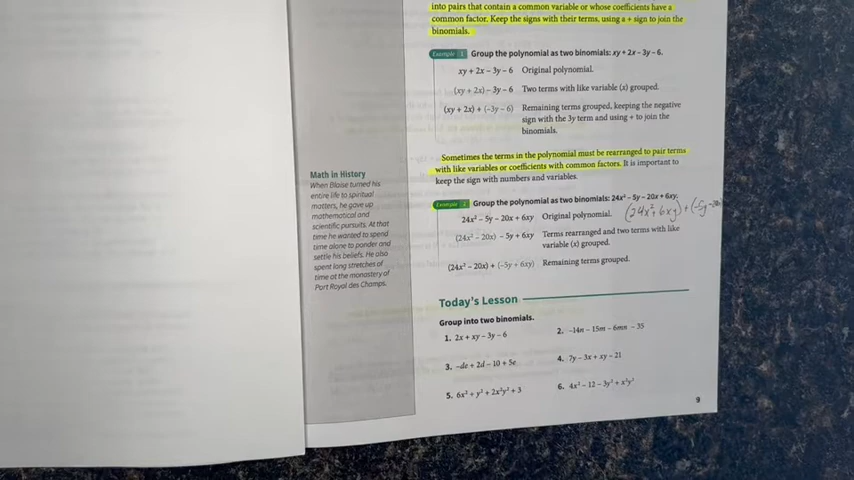 into pairs that contain a common variable or whose coefficients have a
common factor. Keep the signs with their terms, using a + sign to join the
binomials.
Example 1 Group the polynomial as two binomials: xy + 2x − 3y − 6.
xy + 2x − 3y − 6 Original polynomial.
(xy + 2x) − 3y − 6 Two terms with like variable (x) grouped.
(xy + 2x) + (−3y − 6) Remaining terms grouped, keeping the negative
sign with the 3y term and using + to join the
binomials.
Sometimes the terms in the polynomial must be rearranged to pair terms
with like variables or coefficients with common factors. It is important to
keep the sign with numbers and variables.
Example 2 Group the polynomial as two binomials: 24x² − 5y − 20x + 6xy.
24x² − 5y − 20x + 6xy Original polynomial. (24x² + 6xy) + (−5y
(24x² − 20x) − 5y + 6xy Terms rearranged and two terms with like
variable (x) grouped.
(24x² − 20x) + (−5y + 6xy) Remaining terms grouped.
Math in History
When Blaise turned his
entire life to spiritual
matters, he gave up
mathematical and
scientific pursuits. At that
time he wanted to spend
time alone to ponder and
settle his beliefs. He also
spent long stretches of
time at the monastery of
Port Royal des Champs.
Today's Lesson
Group into two binomials.
1. 2x + xy − 3y − 6
2. −14n − 15m − 6mn − 35
3. −de + 2d − 10 + 5e
4. 7y − 3x + xy − 21
5. 6x² + y² + 2x²y² + 3
6. 4x² − 12 − 3y² + x²y²
9